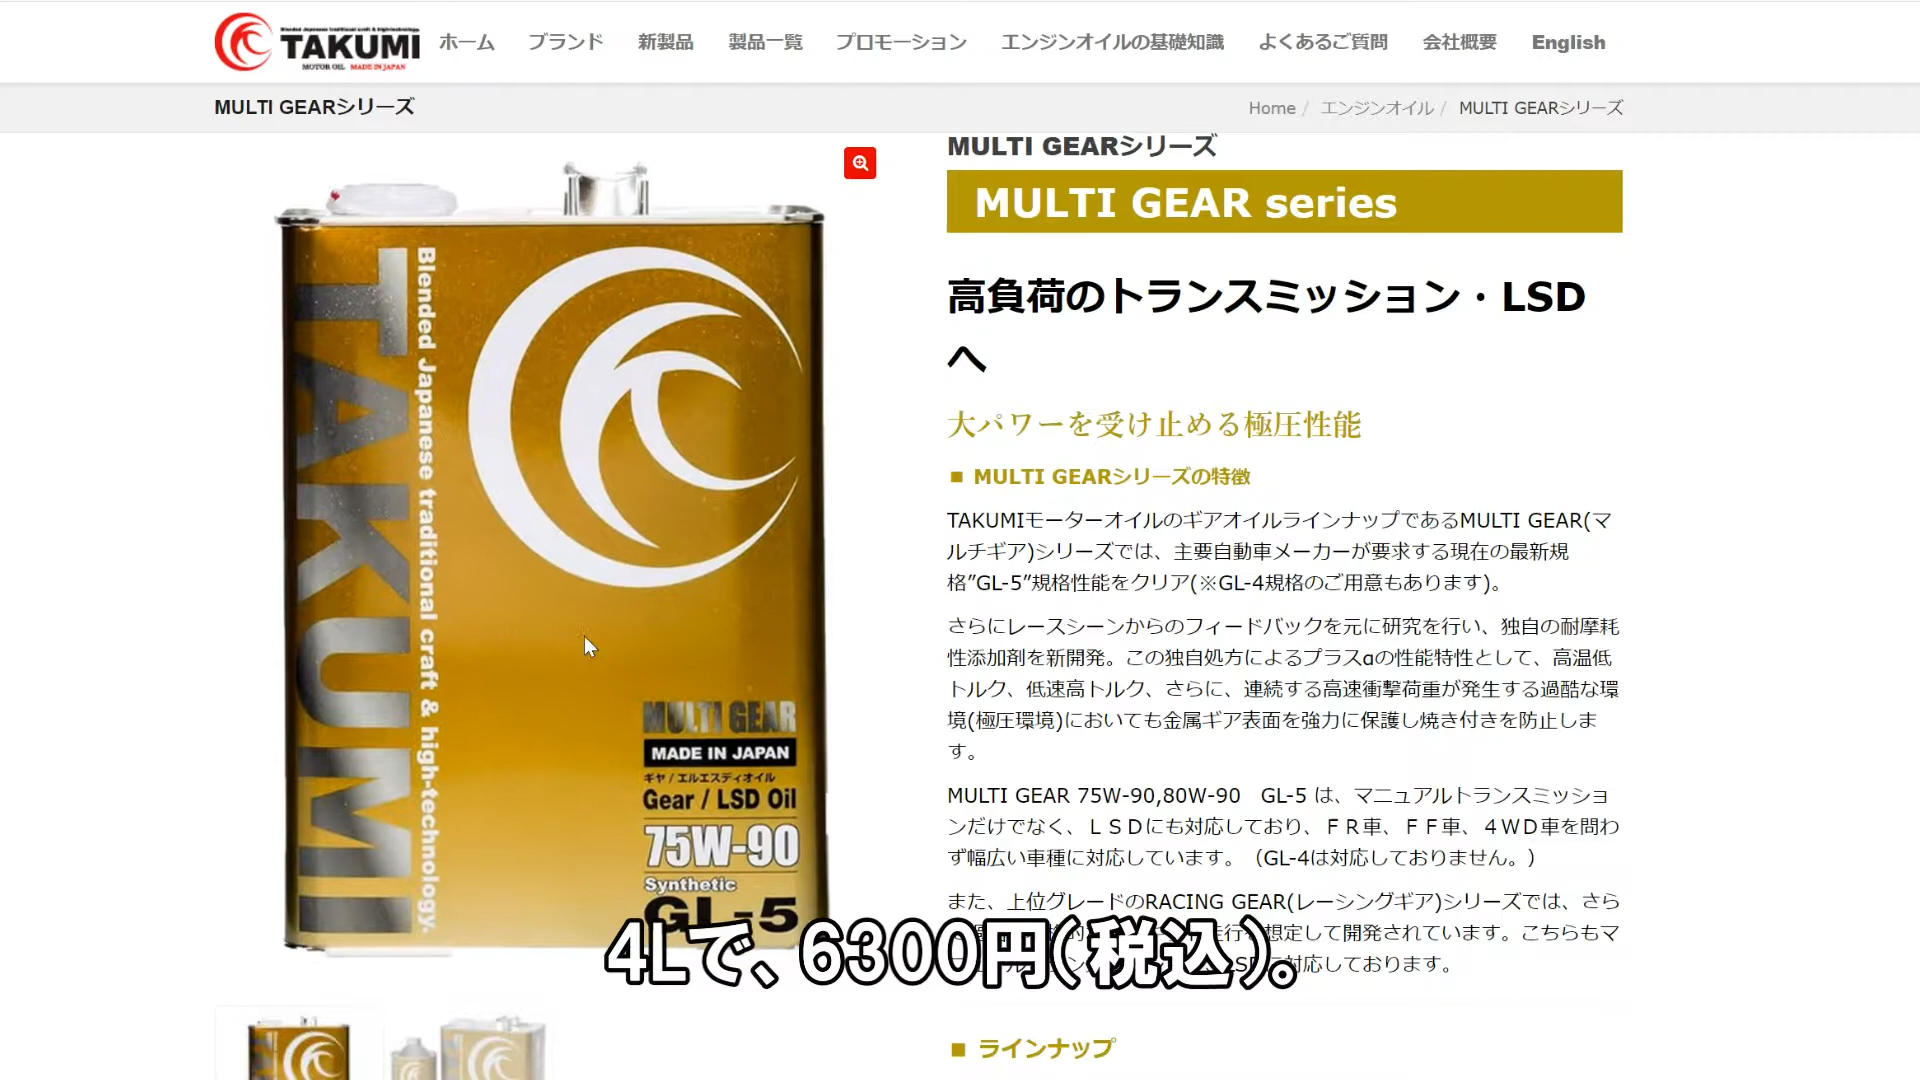 Blended Japanese traditional craft & high-technology.
TAKUMI
MOTOR OIL MADE IN JAPAN
ホーム
ブランド
新製品
製品一覧
プロモーション
エンジンオイルの基礎知識
よくあるご質問
会社概要
English
MULTI GEARシリーズ
Home / エンジンオイル / MULTI GEARシリーズ
TAKUMI
Blended Japanese traditional craft & high-technology.
MULTI GEAR
MADE IN JAPAN
ギヤ / エルエスディオイル
Gear / LSD Oil
75W-90
Synthetic
GL-5
MULTI GEARシリーズ
MULTI GEAR series
高負荷のトランスミッション・LSD
へ
大パワーを受け止める極圧性能
■ MULTI GEARシリーズの特徴
TAKUMIモーターオイルのギアオイルラインナップであるMULTI GEAR(マ
ルチギア)シリーズでは、主要自動車メーカーが要求する現在の最新規
格”GL-5”規格性能をクリア(※GL-4規格のご用意もあります)。
さらにレースシーンからのフィードバックを元に研究を行い、独自の耐摩耗
性添加剤を新開発。この独自処方によるプラスαの性能特性として、高温低
トルク、低速高トルク、さらに、連続する高速衝撃荷重が発生する過酷な環
境(極圧環境)においても金属ギア表面を強力に保護し焼き付きを防止しま
す。
MULTI GEAR 75W-90,80W-90　GL-5 は、マニュアルトランスミッショ
ンだけでなく、ＬＳＤにも対応しており、ＦＲ車、ＦＦ車、４ＷＤ車を問わ
ず幅広い車種に対応しています。（GL-4は対応しておりません。）
また、上位グレードのRACING GEAR(レーシングギア)シリーズでは、さら
走行を想定して開発されています。こちらもマ
対応しております。
4Lで、6300円(税込)。
■ ラインナップ